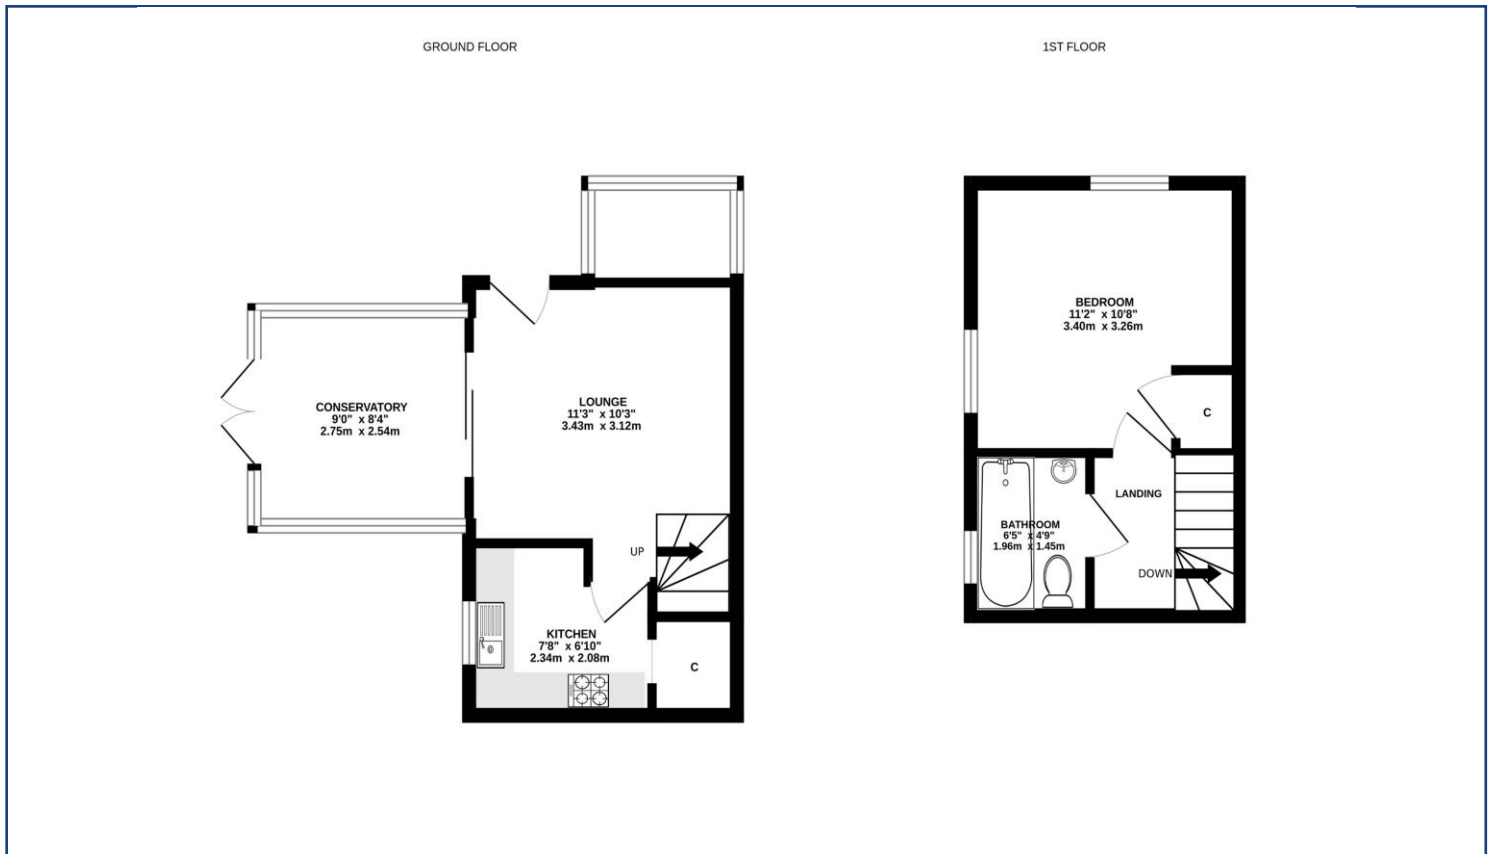 GROUND FLOOR
1ST FLOOR
CONSERVATORY
9'0" x 8'4"
2.75m x 2.54m
LOUNGE
11'3" x 10'3"
3.43m x 3.12m
UP
KITCHEN
7'8" x 6'10"
2.34m x 2.08m
C
BEDROOM
11'2" x 10'8"
3.40m x 3.26m
C
LANDING
BATHROOM
6'5" x 4'9"
1.96m x 1.45m
DOWN